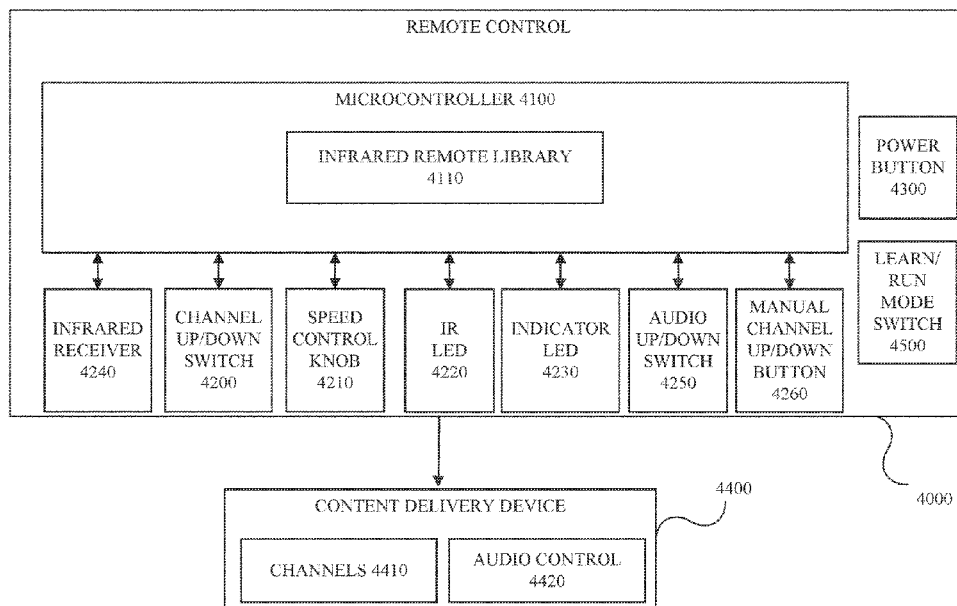 REMOTE CONTROL
MICROCONTROLLER 4100
INFRARED REMOTE LIBRARY
4110
POWER
BUTTON
4300
LEARN/
RUN
MODE
SWITCH
4500
INFRARED
RECEIVER
4240
CHANNEL
UP/DOWN
SWITCH
4200
SPEED
CONTROL
KNOB
4210
IR
LED
4220
INDICATOR
LED
4230
AUDIO
UP/DOWN
SWITCH
4250
MANUAL
CHANNEL
UP/DOWN
BUTTON
4260
4000
CONTENT DELIVERY DEVICE
4400
CHANNELS 4410
AUDIO CONTROL
4420